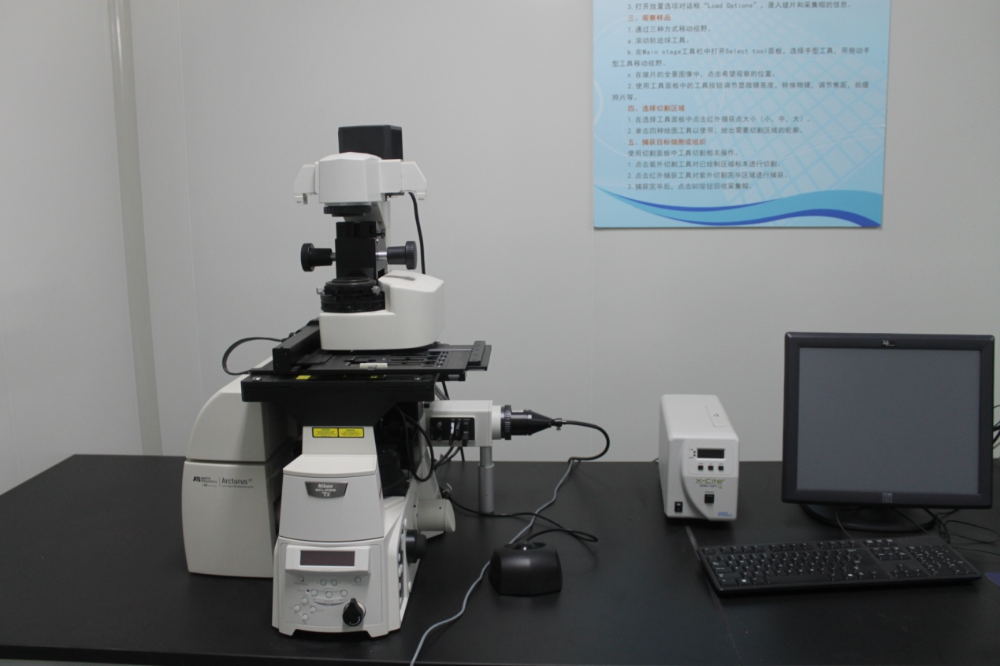 3. 打开放置选项对话框“Load Options”，录入玻片和采集帽的信息。
三、观察样品
1. 通过三种方式移动视野。
a. 滚动轨迹球工具。
b. 在Main stage工具栏中打开Select tool面板，选择手型工具，用拖动手
型工具移动视野。
c. 在玻片的全景图像中，点击希望观察的位置。
2. 使用工具面板中的工具按钮调节显微镜亮度，转换物镜，调节焦距，拍摄
照片等。
四、选择切割区域
1. 在选择工具面板中点击红外捕获点大小（小、中、大）。
2. 单击四种绘图工具以使用，绘出需要切割区域的轮廓。
五、捕获目标细胞或组织
使用切割面板中工具切割相关操作。
1. 点击紫外切割工具对已绘制区域标本进行切割。
2. 点击红外捕获工具对紫外切割完毕区域进行捕获。
3. 捕获完毕后，点击QC按钮回收采集帽。
Arcturus XT
Nikon
ECLIPSE
Ti
X-Cite